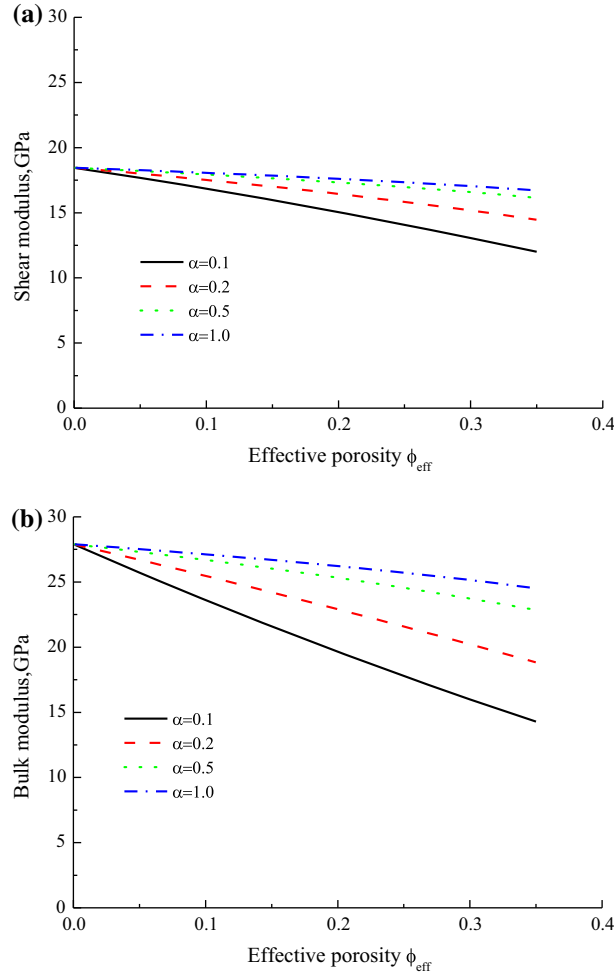 (a)
30
25
20
15
10
5
0
Shear modulus,GPa
α=0.1
α=0.2
α=0.5
α=1.0
0.0 0.1 0.2 0.3 0.4
Effective porosity ϕeff
(b)
30
25
20
15
10
5
0
Bulk modulus,GPa
α=0.1
α=0.2
α=0.5
α=1.0
0.0 0.1 0.2 0.3 0.4
Effective porosity ϕeff